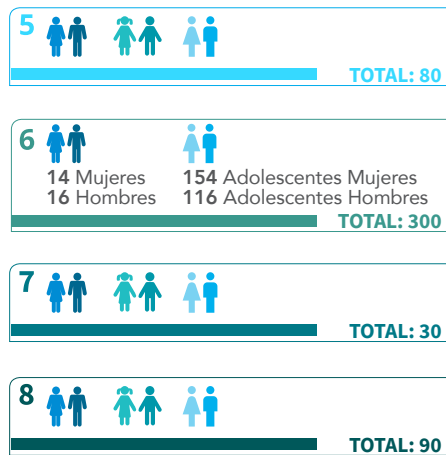 5
TOTAL: 80
6
14 Mujeres 154 Adolescentes Mujeres
16 Hombres 116 Adolescentes Hombres
TOTAL: 300
7
TOTAL: 30
8
TOTAL: 90